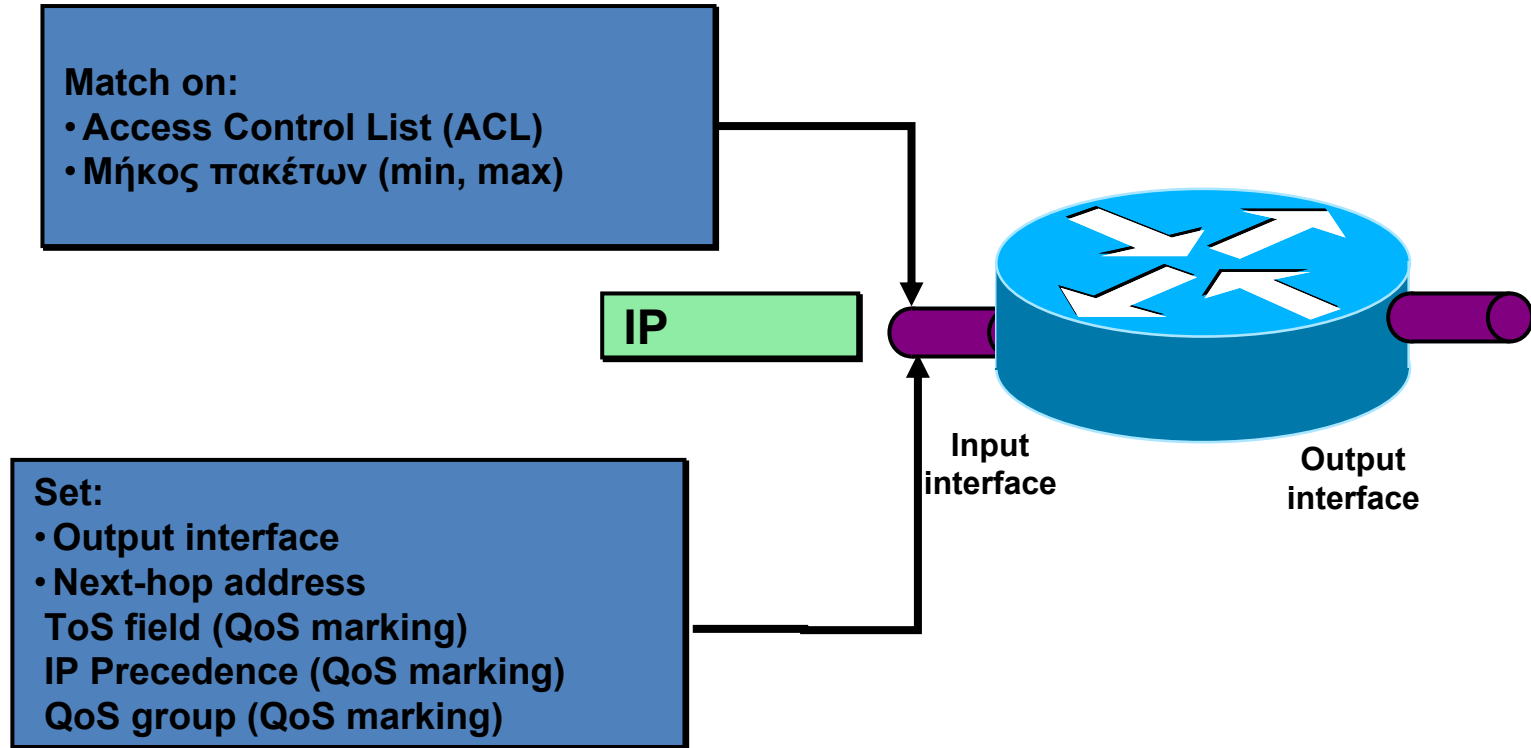 Match on:
• Access Control List (ACL)
• Μήκος πακέτων (min, max)
IP
Input
interface
Output
interface
Set:
• Output interface
• Next-hop address
ToS field (QoS marking)
IP Precedence (QoS marking)
QoS group (QoS marking)